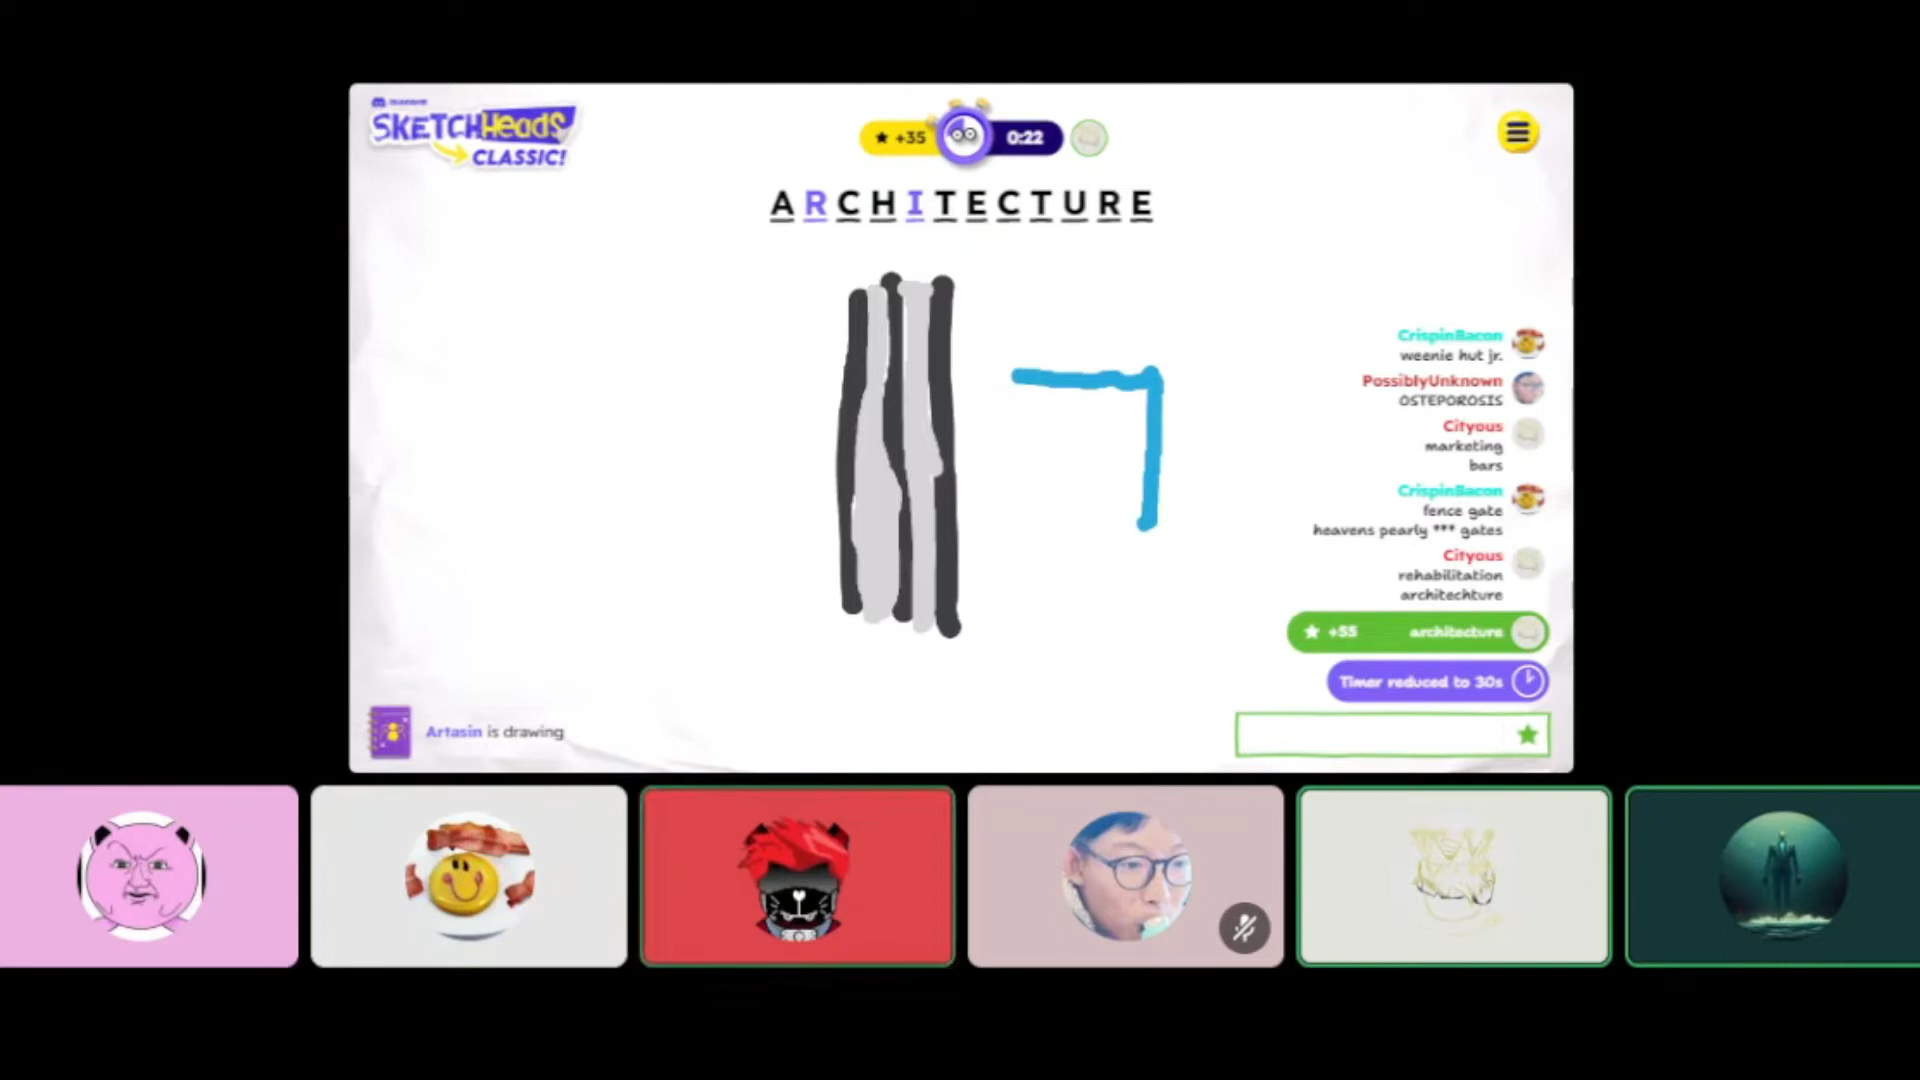 SKETCHHeads
CLASSIC!
+35
0:22
ARCHITECTURE
CrispinBacon
weenie hut jr.
PossiblyUnknown
OSTEPOROSIS
Cityous
marketing
bars
CrispinBacon
fence gate
heavens pearly *** gates
Cityous
rehabilitation
architechture
+55 architecture
Timer reduced to 30s
Artasin is drawing